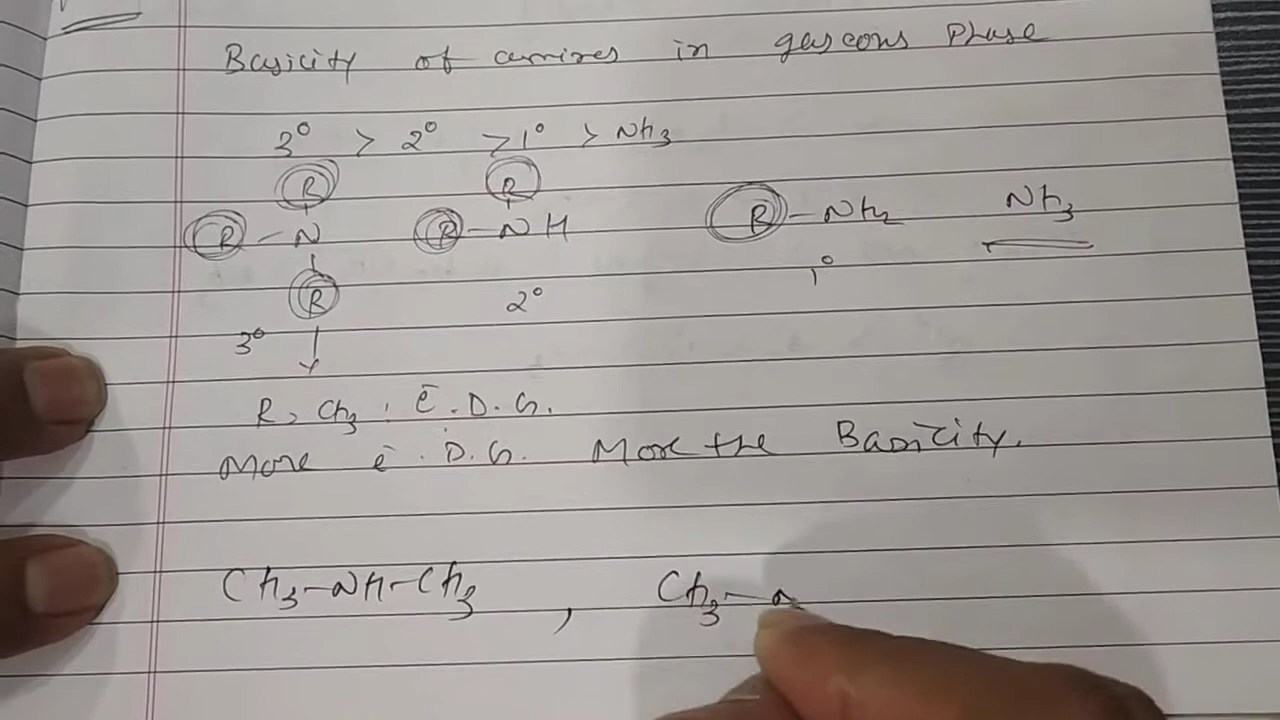 Basicity of amines in gaseous Phase
3° > 2° > 1° > NH3
R R
R-N R-NH R-NH2 NH3
R 2° 1°
3°
R, CH3 : e̅.D.G.
More e̅.D.G. More the Basicity.
CH3-NH-CH3 , CH3-N